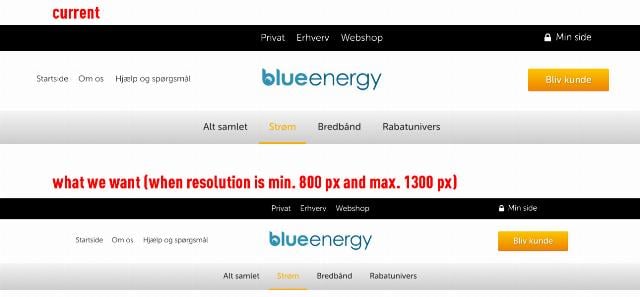 current
Privat Erhverv Webshop Min side
Startside Om os Hjælp og spørgsmål blueenergy Bliv kunde
Alt samlet Strøm Bredbånd Rabatunivers
what we want (when resolution is min. 800 px and max. 1300 px)
Privat Erhverv Webshop Min side
Startside Om os Hjælp og spørgsmål blueenergy Bliv kunde
Alt samlet Strøm Bredbånd Rabatunivers